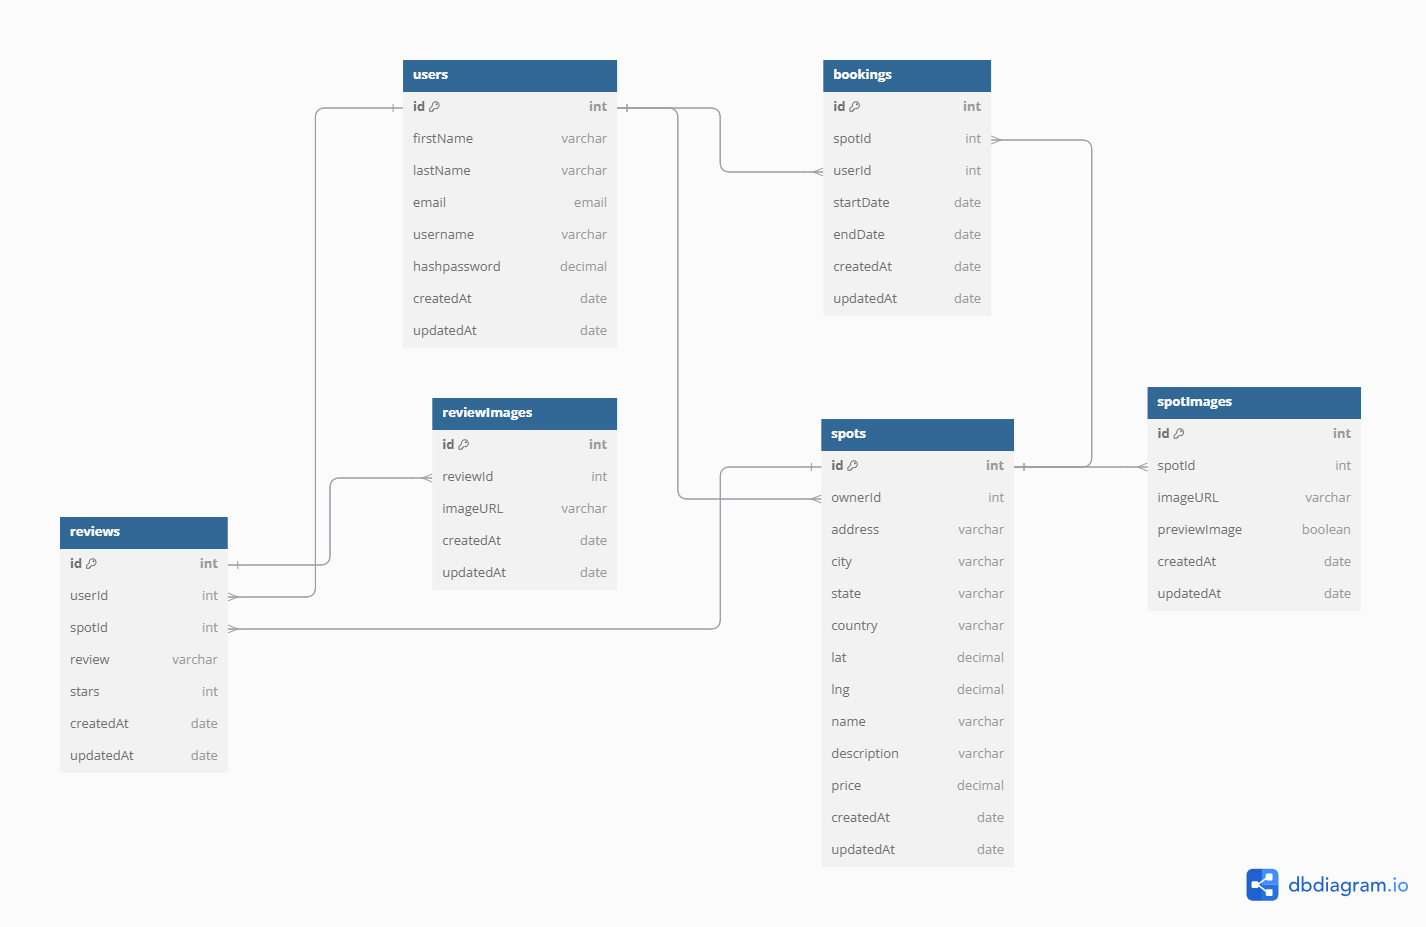 users
id int
firstName varchar
lastName varchar
email email
username varchar
hashpassword decimal
createdAt date
updatedAt date
bookings
id int
spotId int
userId int
startDate date
endDate date
createdAt date
updatedAt date
reviewImages
id int
reviewId int
imageURL varchar
createdAt date
updatedAt date
spots
id int
ownerId int
address varchar
city varchar
state varchar
country varchar
lat decimal
lng decimal
name varchar
description varchar
price decimal
createdAt date
updatedAt date
spotImages
id int
spotId int
imageURL varchar
previewImage boolean
createdAt date
updatedAt date
reviews
id int
userId int
spotId int
review varchar
stars int
createdAt date
updatedAt date
dbdiagram.io